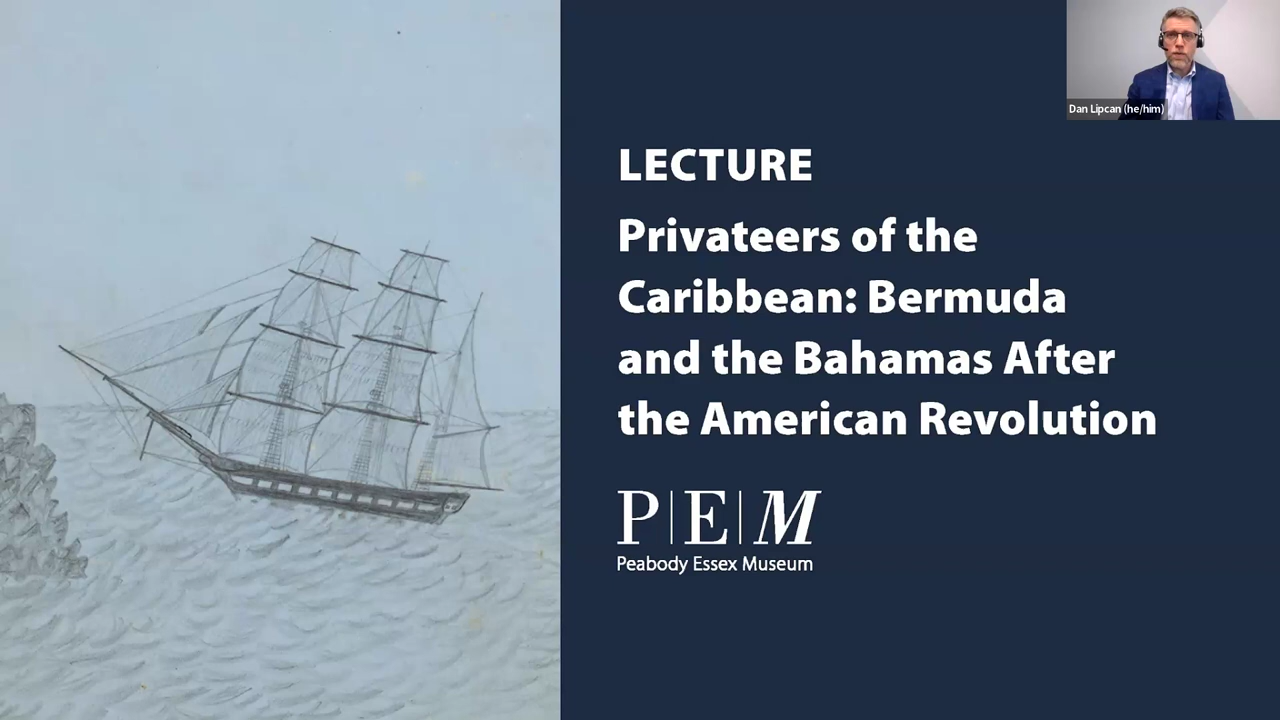 Dan Lipcan (he/him)
LECTURE
Privateers of the
Caribbean: Bermuda
and the Bahamas After
the American Revolution
P|E|M
Peabody Essex Museum